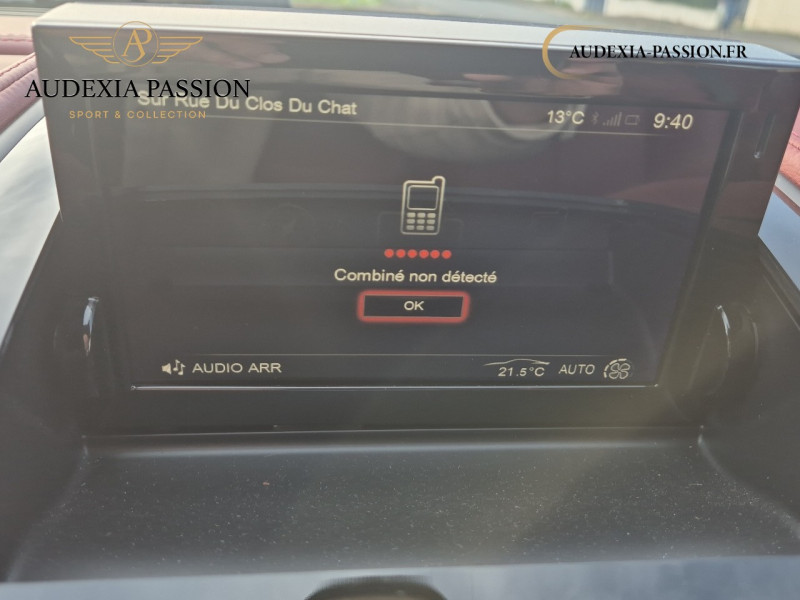 AP
AUDEXIA PASSION
SPORT & COLLECTION
AUDEXIA-PASSION.FR
Sur Rue Du Clos Du Chat
13°C
9:40
Combiné non détecté
OK
AUDIO ARR
21.5°C
AUTO